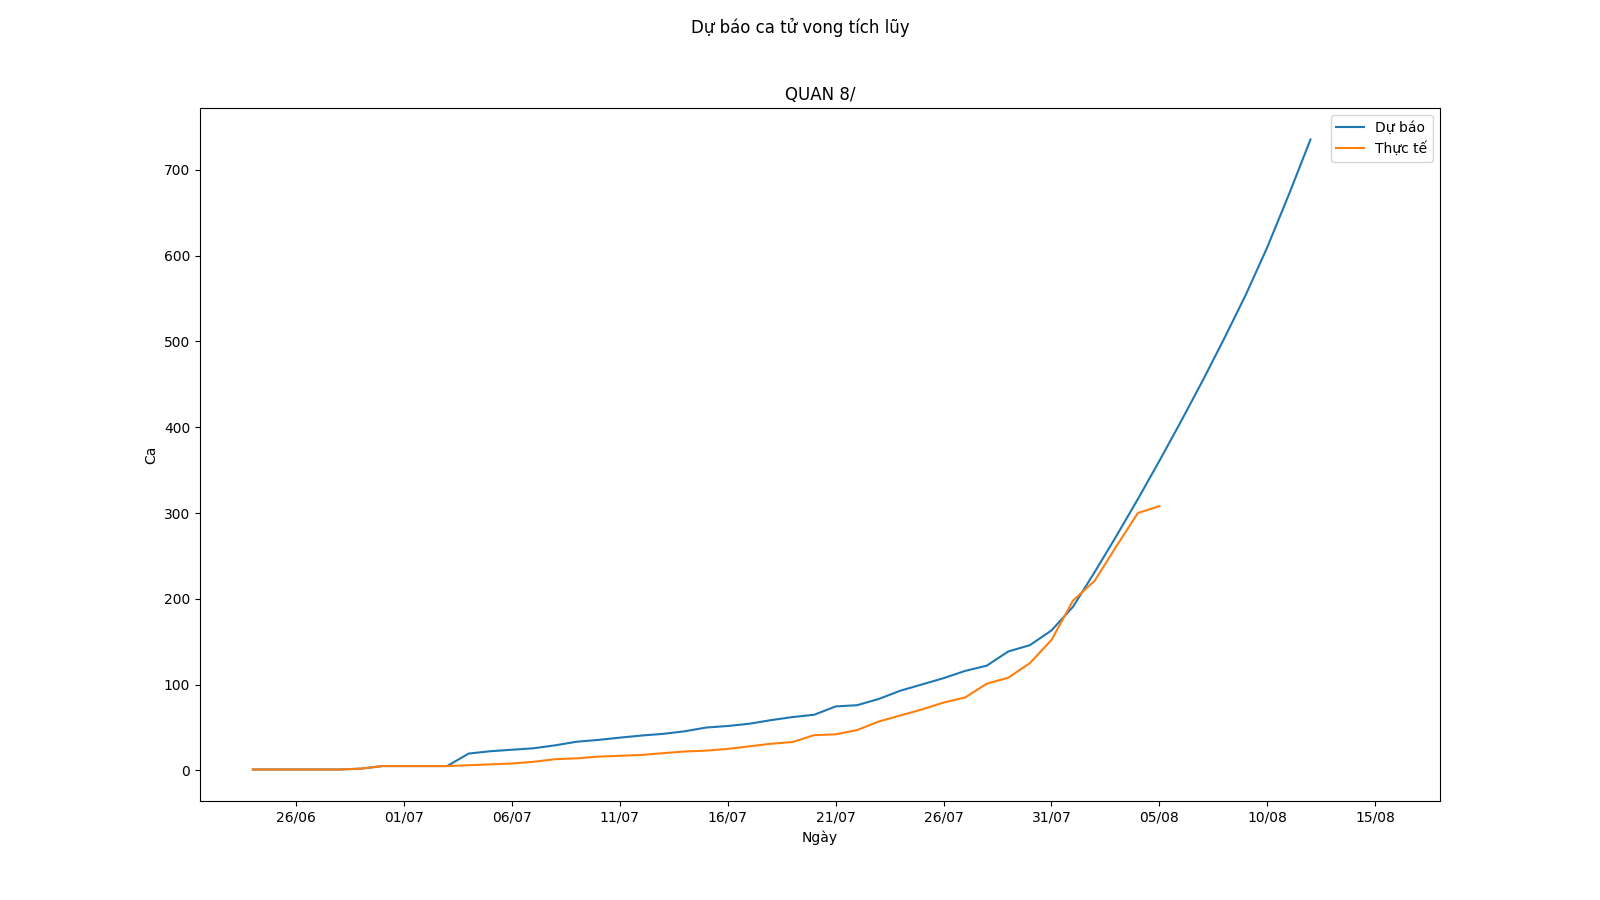 Dự báo ca tử vong tích lũy
QUAN 8/
Dự báo
Thực tế
700
600
500
400
300
200
100
0
Ca
26/06 01/07 06/07 11/07 16/07 21/07 26/07 31/07 05/08 10/08 15/08
Ngày